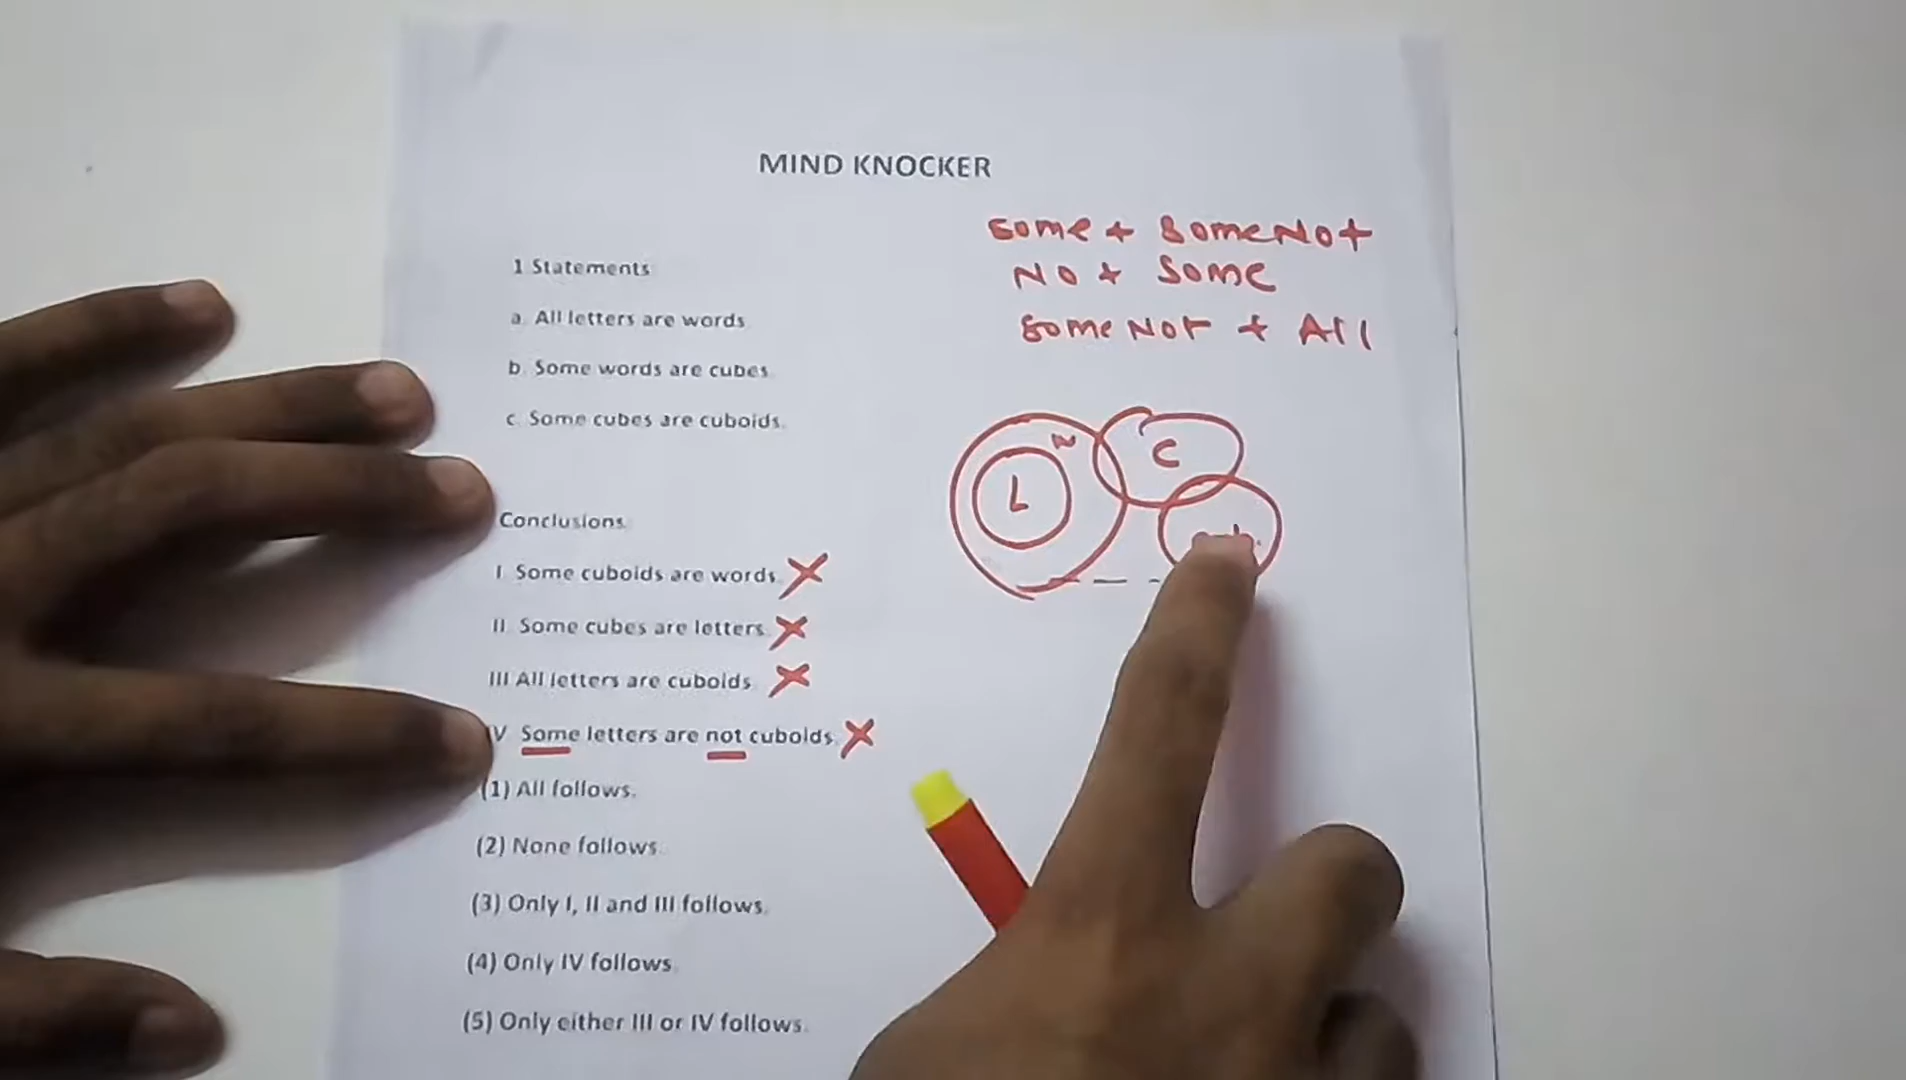 MIND KNOCKER
Some + Some Not
No + Some
Some Not + All
1 Statements
a. All letters are words
b. Some words are cubes.
c. Some cubes are cuboids.
W
C
L
Conclusions
I. Some cuboids are words.
II. Some cubes are letters.
III All letters are cuboids
IV Some letters are not cuboids.
(1) All follows.
(2) None follows.
(3) Only I, II and III follows.
(4) Only IV follows.
(5) Only either III or IV follows.